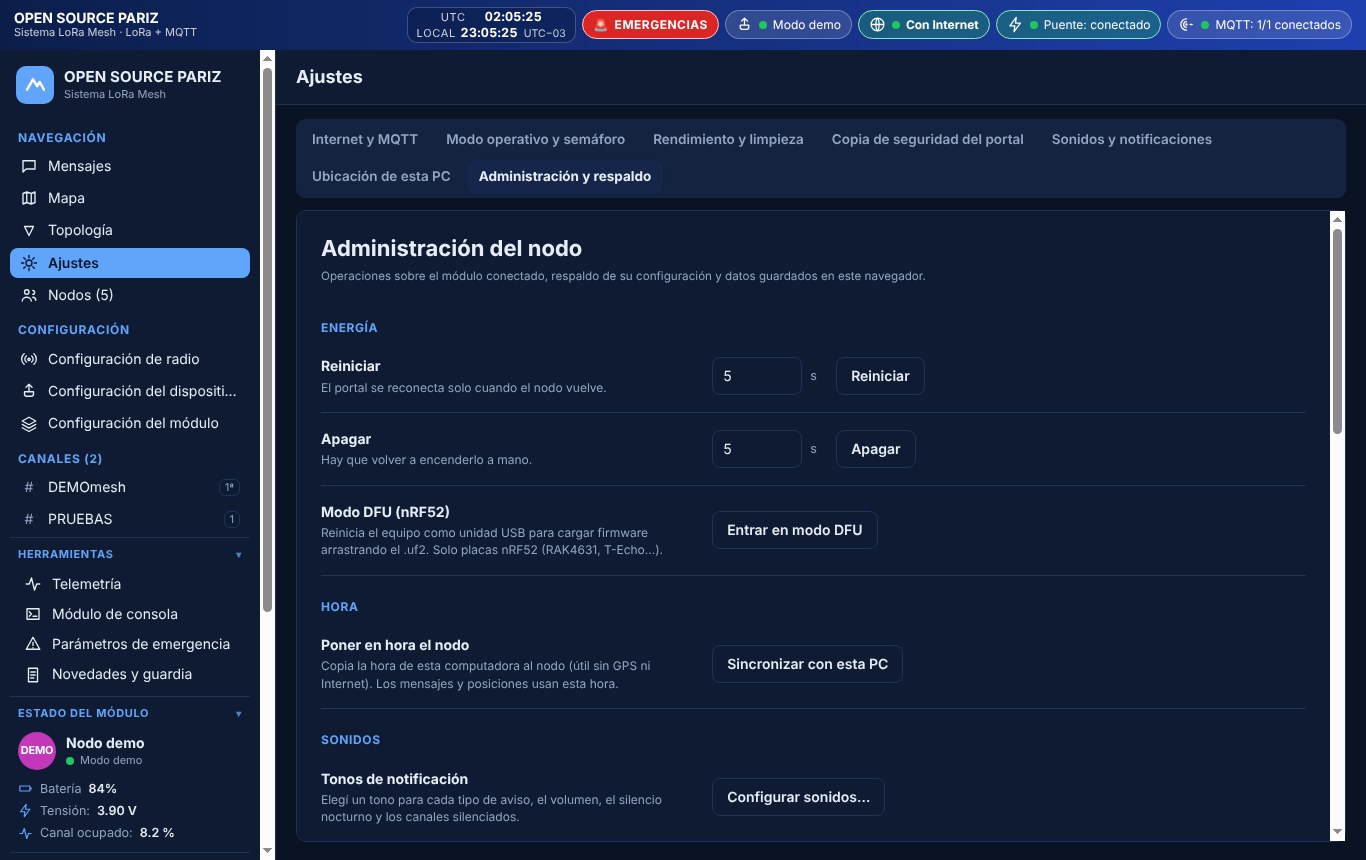 OPEN SOURCE PARIZ
Sistema LoRa Mesh · LoRa + MQTT
UTC 02:05:25
LOCAL 23:05:25 UTC−03
EMERGENCIAS
Modo demo
Con Internet
Puente: conectado
MQTT: 1/1 conectados
OPEN SOURCE PARIZ
Sistema LoRa Mesh
NAVEGACIÓN
Mensajes
Mapa
Topología
Ajustes
Nodos (5)
CONFIGURACIÓN
Configuración de radio
Configuración del dispositi...
Configuración del módulo
CANALES (2)
# DEMOmesh 1ª
# PRUEBAS 1
HERRAMIENTAS
Telemetría
Módulo de consola
Parámetros de emergencia
Novedades y guardia
ESTADO DEL MÓDULO
DEMO
Nodo demo
Modo demo
Batería 84%
Tensión: 3.90 V
Canal ocupado: 8.2 %
Ajustes
Internet y MQTT
Modo operativo y semáforo
Rendimiento y limpieza
Copia de seguridad del portal
Sonidos y notificaciones
Ubicación de esta PC
Administración y respaldo
Administración del nodo
Operaciones sobre el módulo conectado, respaldo de su configuración y datos guardados en este navegador.
ENERGÍA
Reiniciar
El portal se reconecta solo cuando el nodo vuelve.
5 s Reiniciar
Apagar
Hay que volver a encenderlo a mano.
5 s Apagar
Modo DFU (nRF52)
Reinicia el equipo como unidad USB para cargar firmware
arrastrando el .uf2. Solo placas nRF52 (RAK4631, T-Echo...).
Entrar en modo DFU
HORA
Poner en hora el nodo
Copia la hora de esta computadora al nodo (útil sin GPS ni
Internet). Los mensajes y posiciones usan esta hora.
Sincronizar con esta PC
SONIDOS
Tonos de notificación
Elegí un tono para cada tipo de aviso, el volumen, el silencio
nocturno y los canales silenciados.
Configurar sonidos...